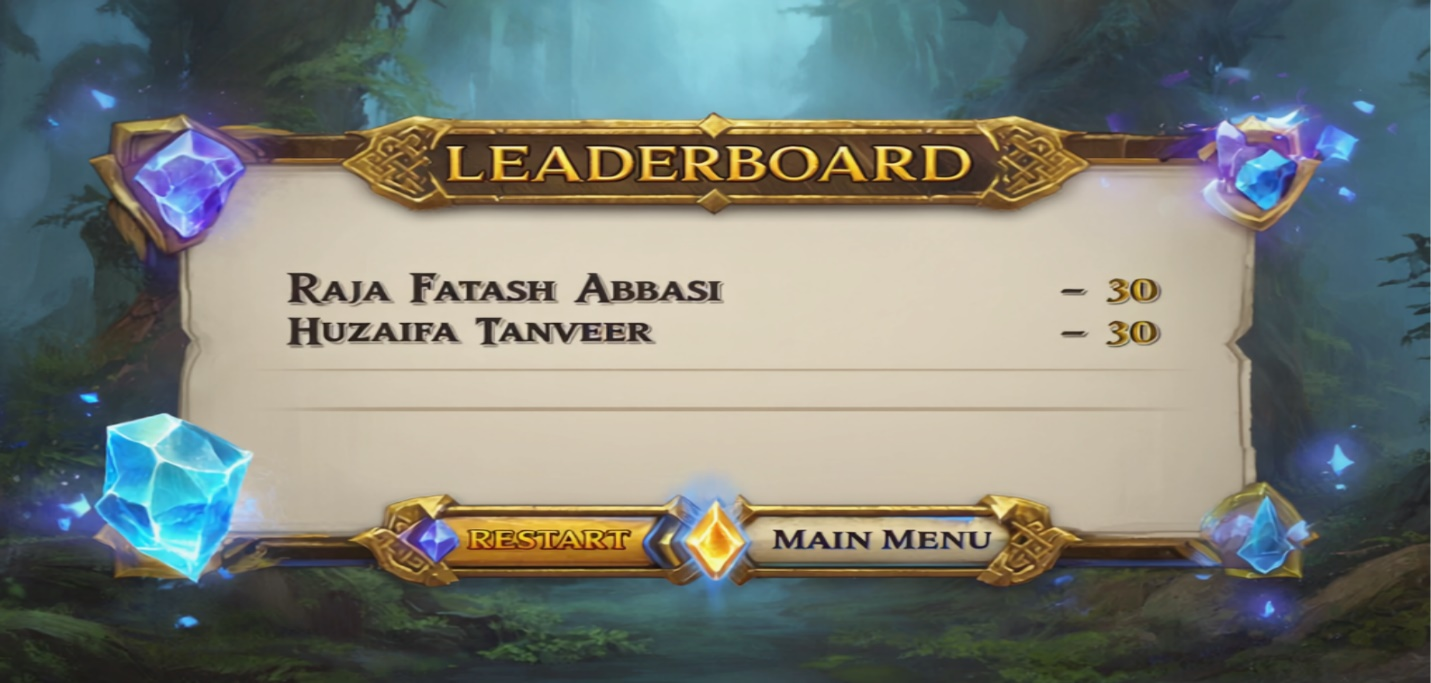 LEADERBOARD
RAJA FATASH ABBASI - 30
HUZAIFA TANVEER - 30
RESTART
MAIN MENU